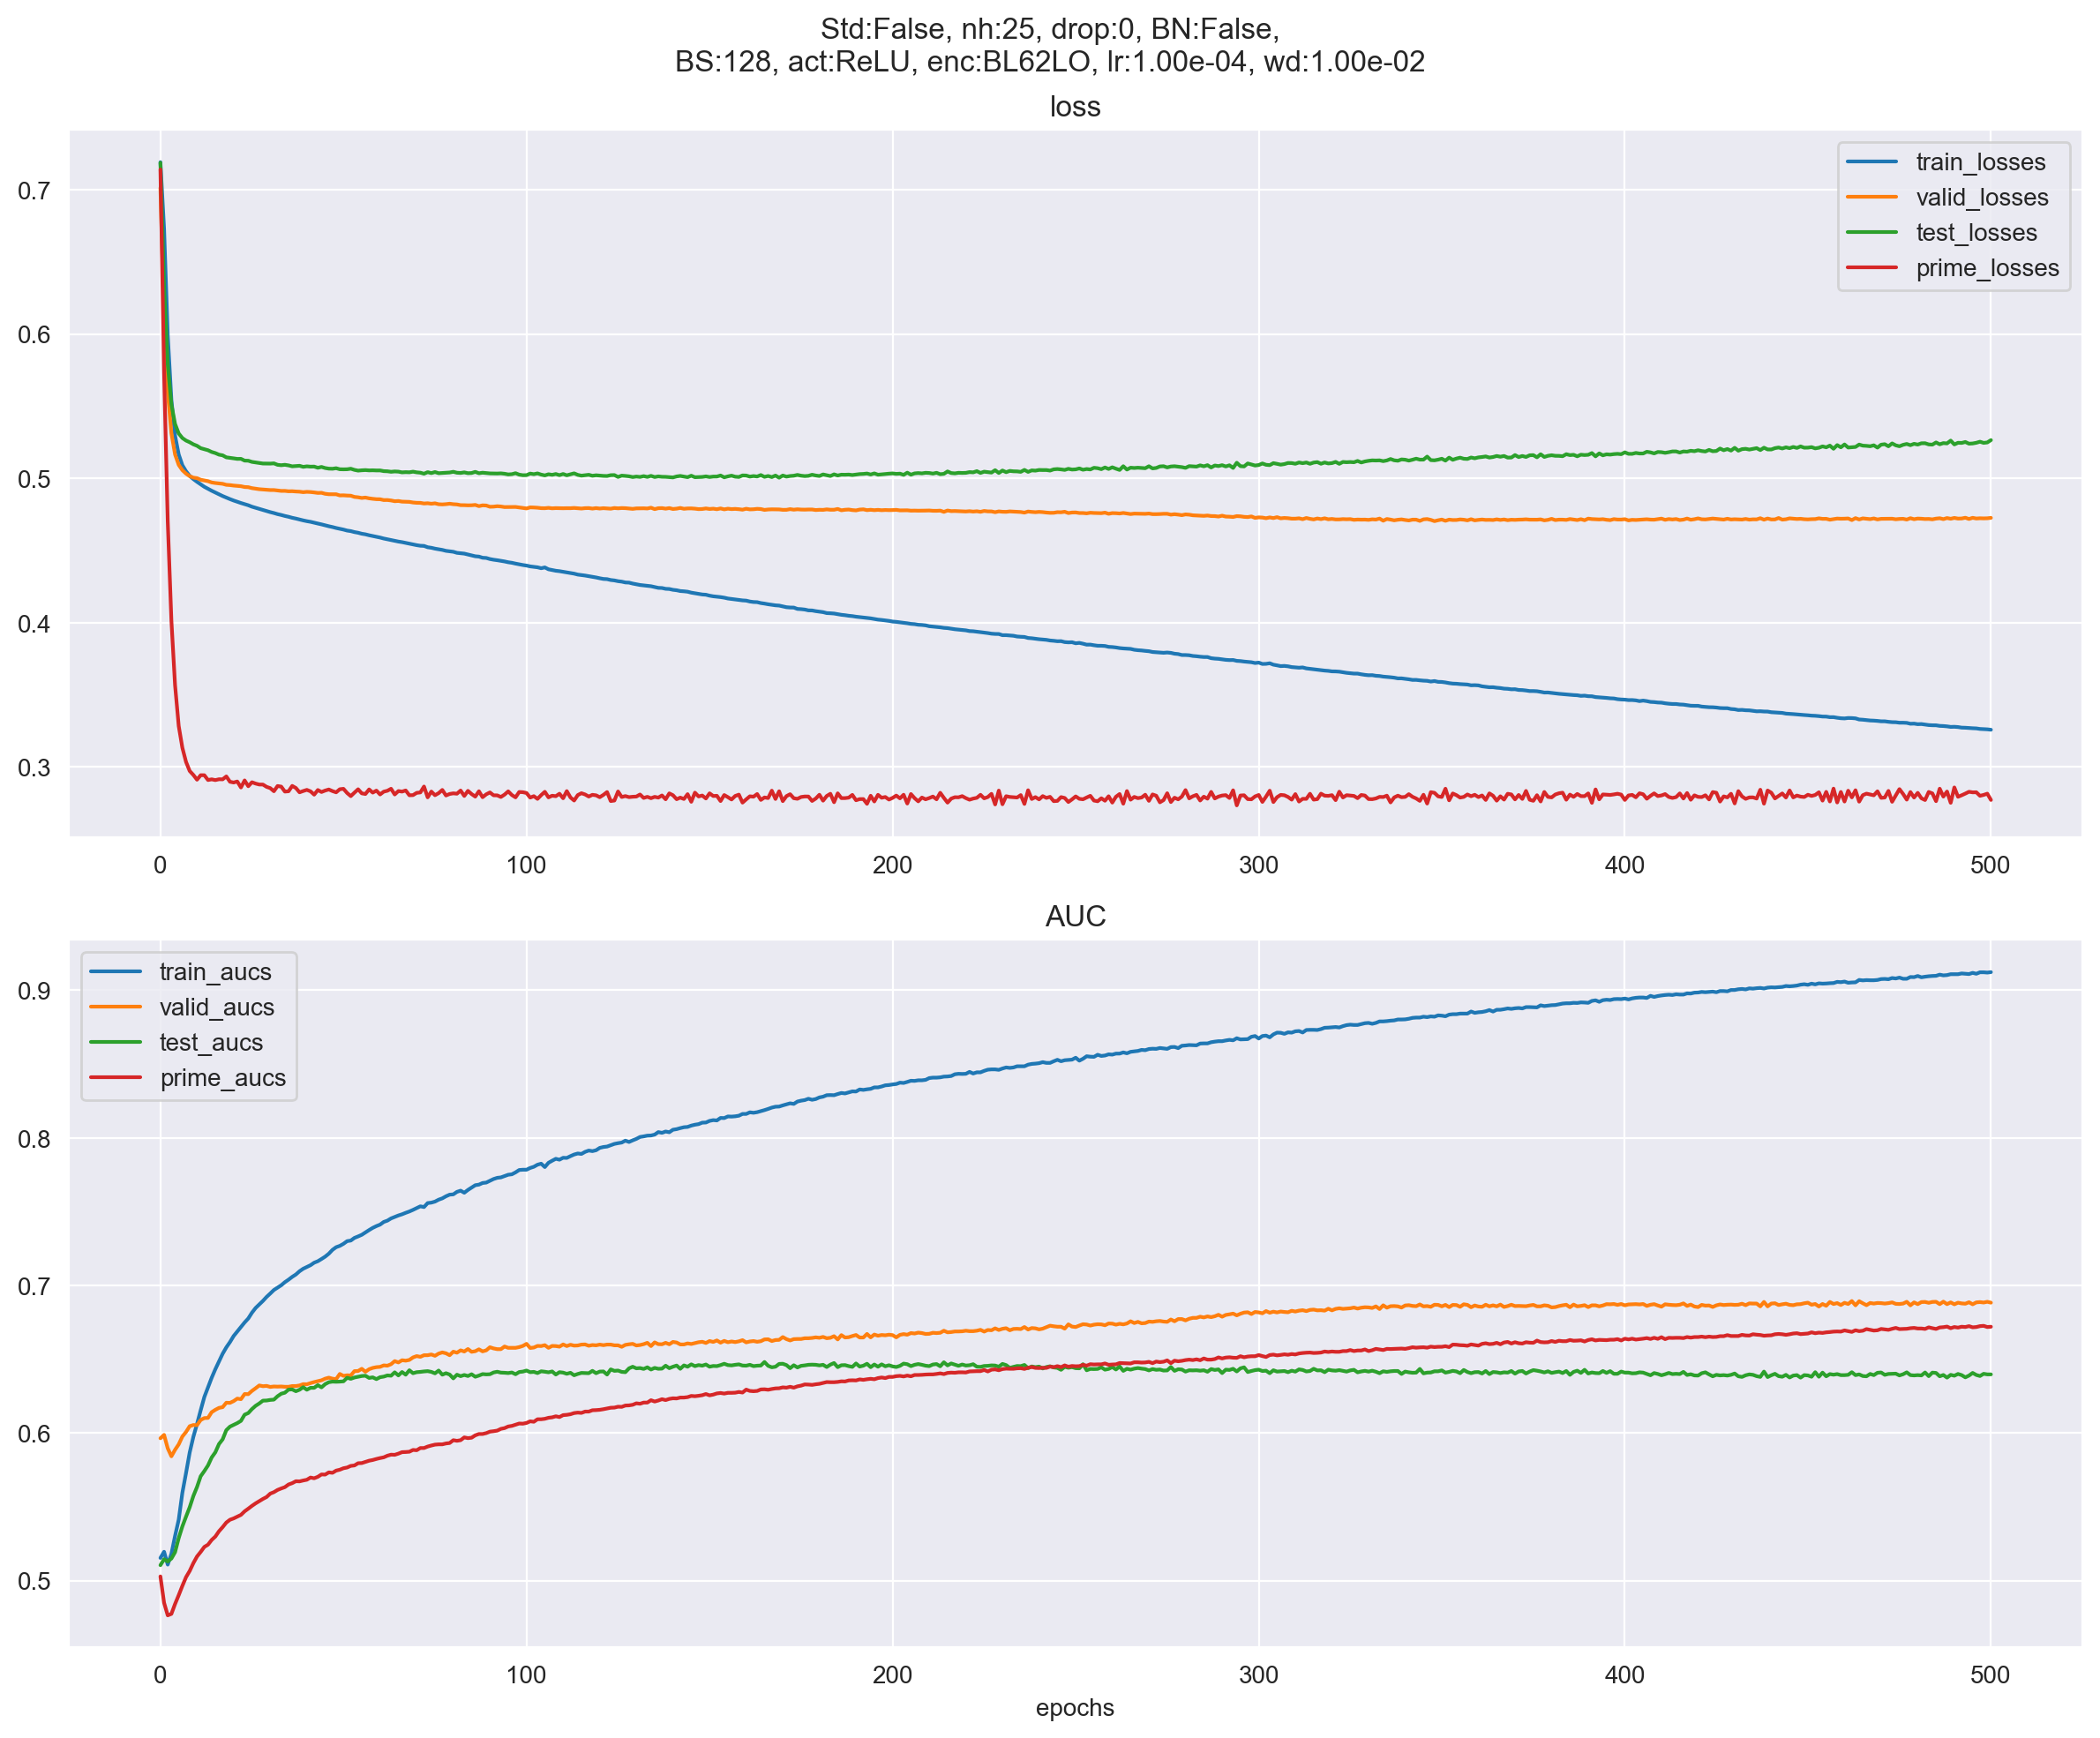 Std:False, nh:25, drop:0, BN:False,
BS:128, act:ReLU, enc:BL62LO, lr:1.00e-04, wd:1.00e-02
loss
train_losses
valid_losses
test_losses
prime_losses
0.7
0.6
0.5
0.4
0.3
0 100 200 300 400 500
AUC
train_aucs
valid_aucs
test_aucs
prime_aucs
0.9
0.8
0.7
0.6
0.5
0 100 200 300 400 500
epochs